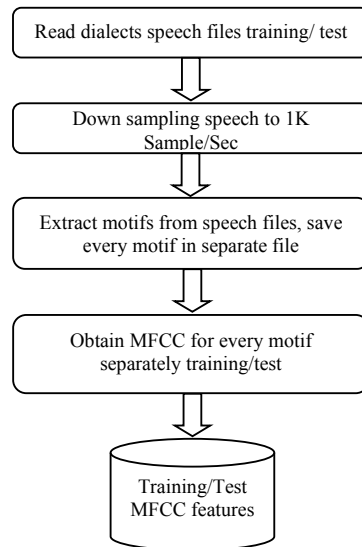 Read dialects speech files training/ test
Down sampling speech to 1K
Sample/Sec
Extract motifs from speech files, save
every motif in separate file
Obtain MFCC for every motif
separately training/test
Training/Test
MFCC features